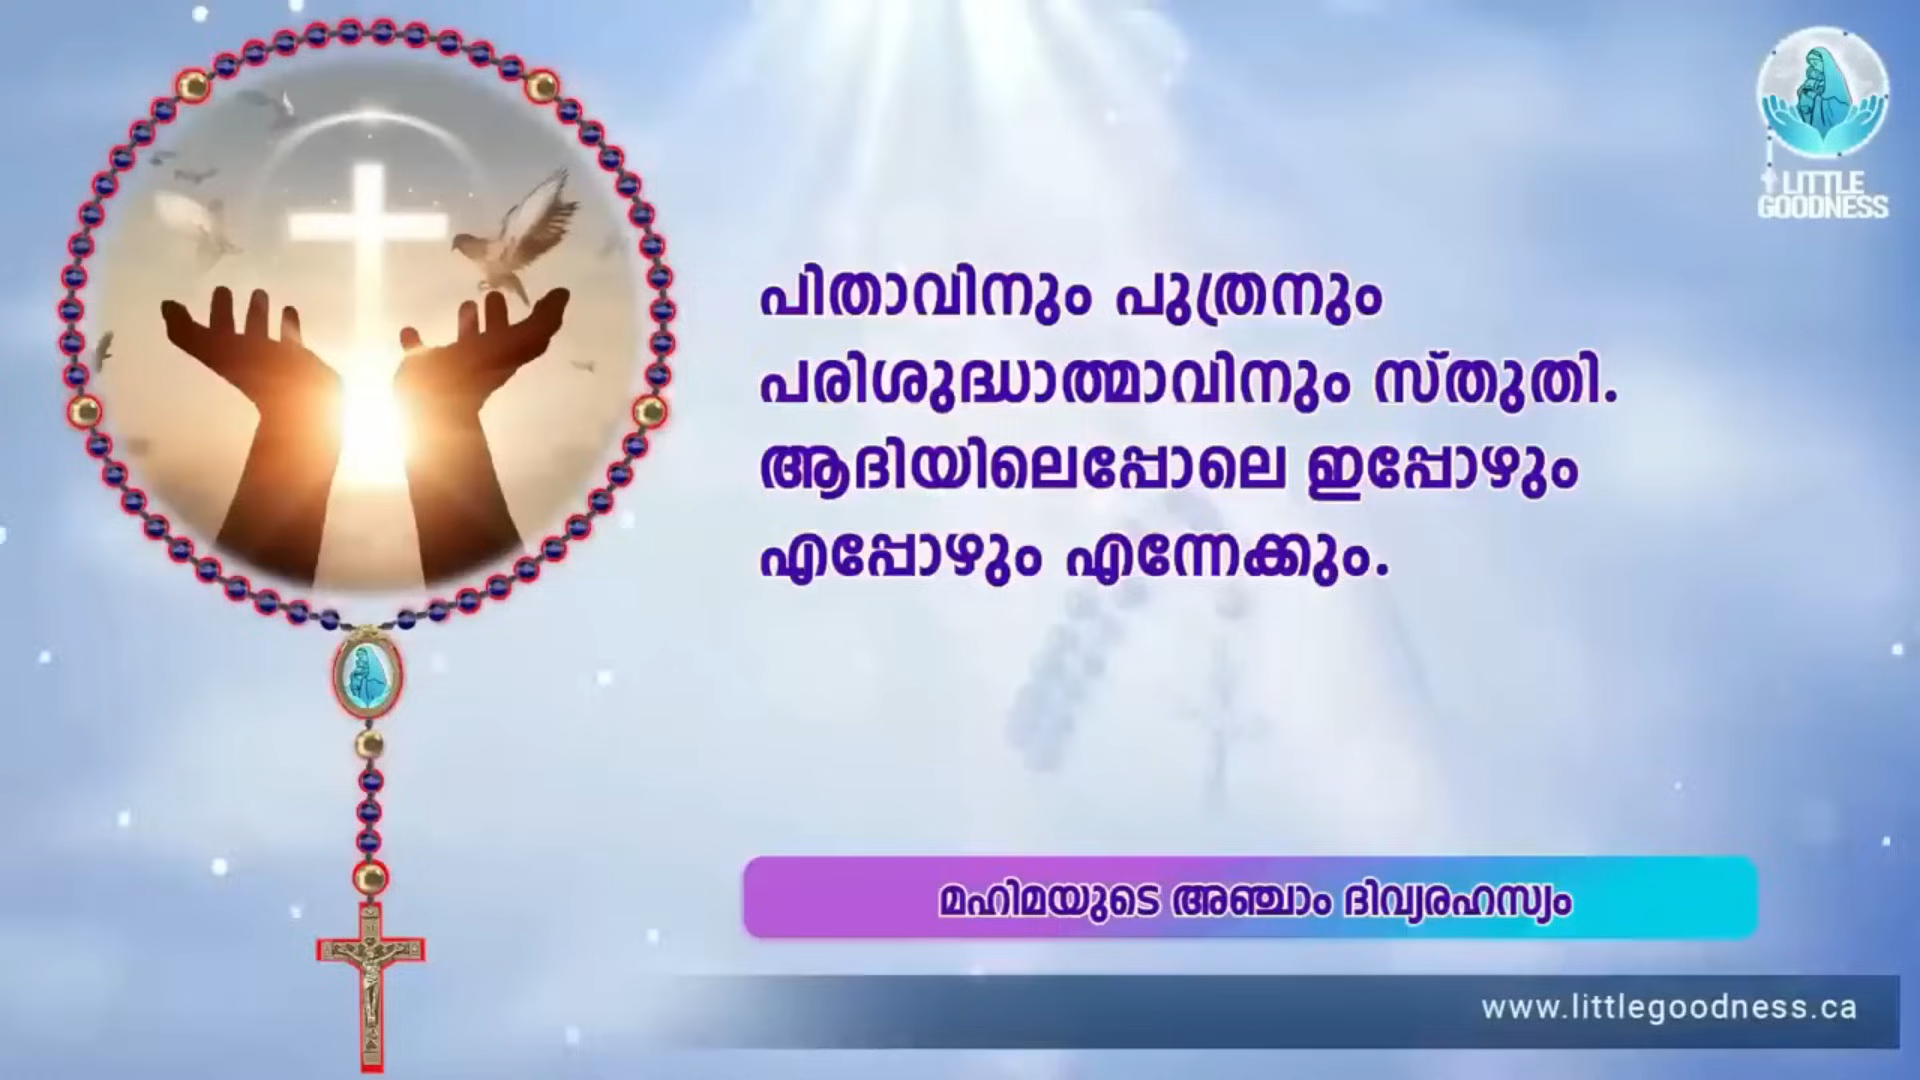 LITTLE
GOODNESS
പിതാവിനും പുത്രനും
പരിശുദ്ധാത്മാവിനും സ്തുതി.
ആദിയിലെപ്പോലെ ഇപ്പോഴും
എപ്പോഴും എന്നേക്കും.
മഹിമയുടെ അഞ്ചാം ദിവ്യരഹസ്യം
www.littlegoodness.ca